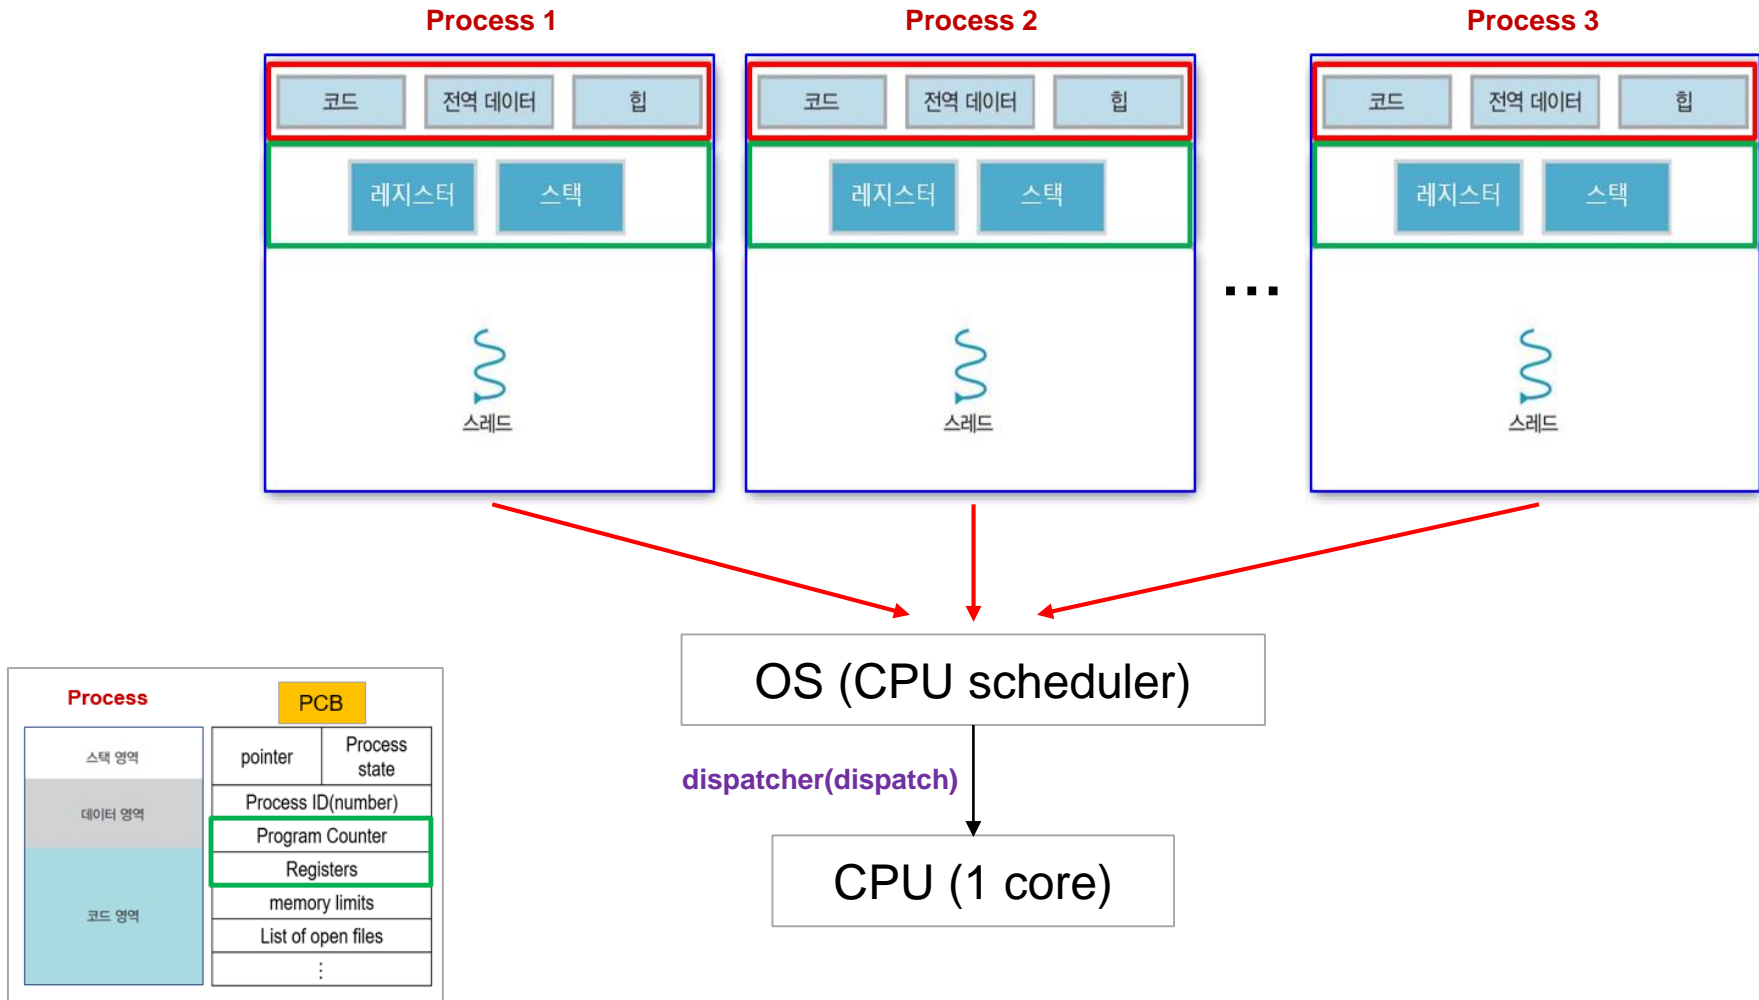 Process 1
Process 2
Process 3
코드 전역 데이터 힙
코드 전역 데이터 힙
코드 전역 데이터 힙
레지스터 스택
레지스터 스택
레지스터 스택
...
스레드
스레드
스레드
OS (CPU scheduler)
dispatcher(dispatch)
CPU (1 core)
Process
PCB
스택 영역
데이터 영역
코드 영역
pointer
Process
state
Process ID(number)
Program Counter
Registers
memory limits
List of open files
⋮